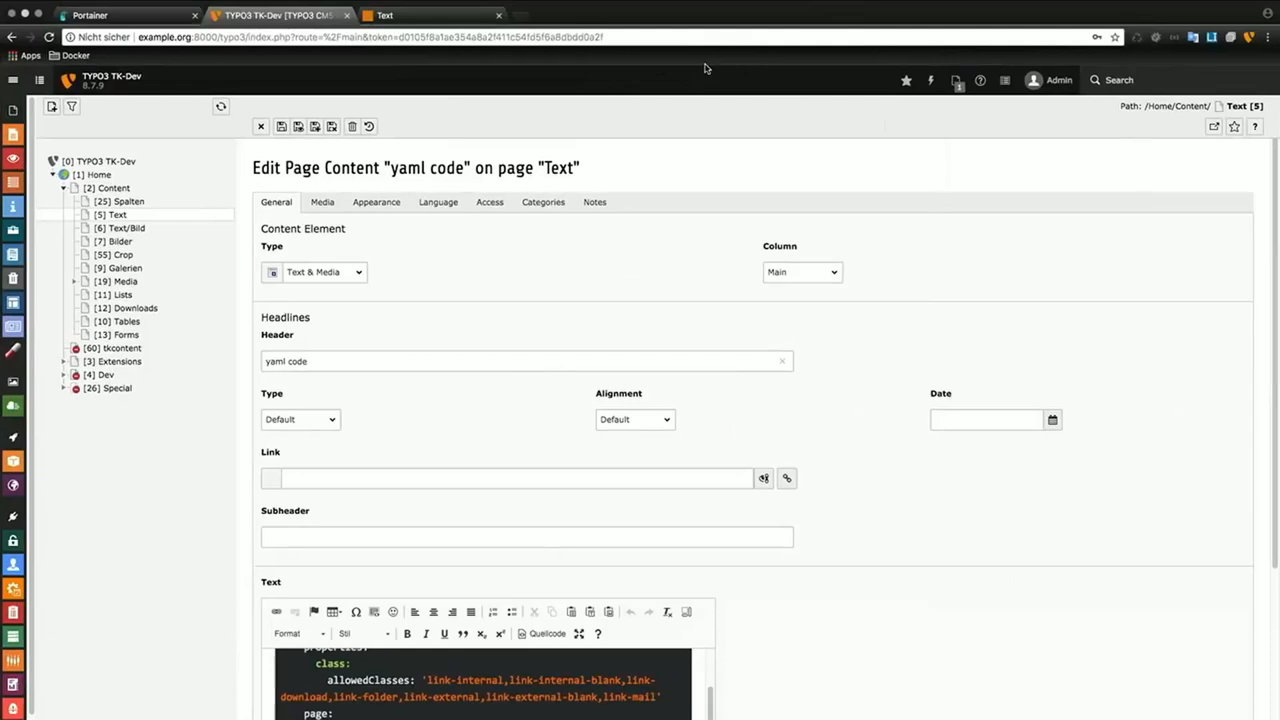 Portainer
TYPO3 TK-Dev [TYPO3 CMS
Text
Nicht sicher
example.org:8000/typo3/index.php?route=%2Fmain&token=d0105f8a1ae354a8a2f411c54fd5f6a8dbdd0a2f
Apps
Docker
TYPO3 TK-Dev
8.7.9
1
Admin
Search
Path: /Home/Content/
Text [5]
[0] TYPO3 TK-Dev
[1] Home
[2] Content
[25] Spalten
[5] Text
[6] Text/Bild
[7] Bilder
[55] Crop
[9] Galerien
[19] Media
[11] Lists
[12] Downloads
[10] Tables
[13] Forms
[60] tkcontent
[3] Extensions
[4] Dev
[26] Special
Edit Page Content "yaml code" on page "Text"
General
Media
Appearance
Language
Access
Categories
Notes
Content Element
Type
Column
Text & Media
Main
Headlines
Header
yaml code
Type
Alignment
Date
Default
Default
Link
Subheader
Text
Format
Stil
Quellcode
properties:
class:
allowedClasses: 'link-internal,link-internal-blank,link-
download,link-folder,link-external,link-external-blank,link-mail'
page: